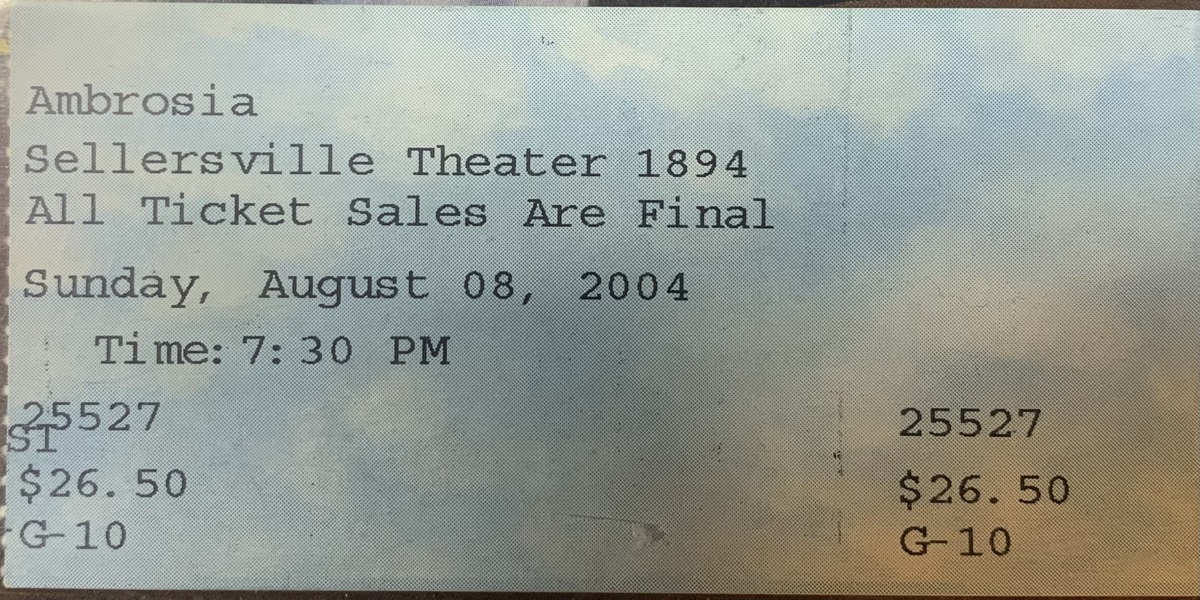 Ambrosia
Sellersville Theater 1894
All Ticket Sales Are Final
Sunday, August 08, 2004
Time: 7:30 PM
25527
ST
$26.50
G-10
25527
$26.50
G-10